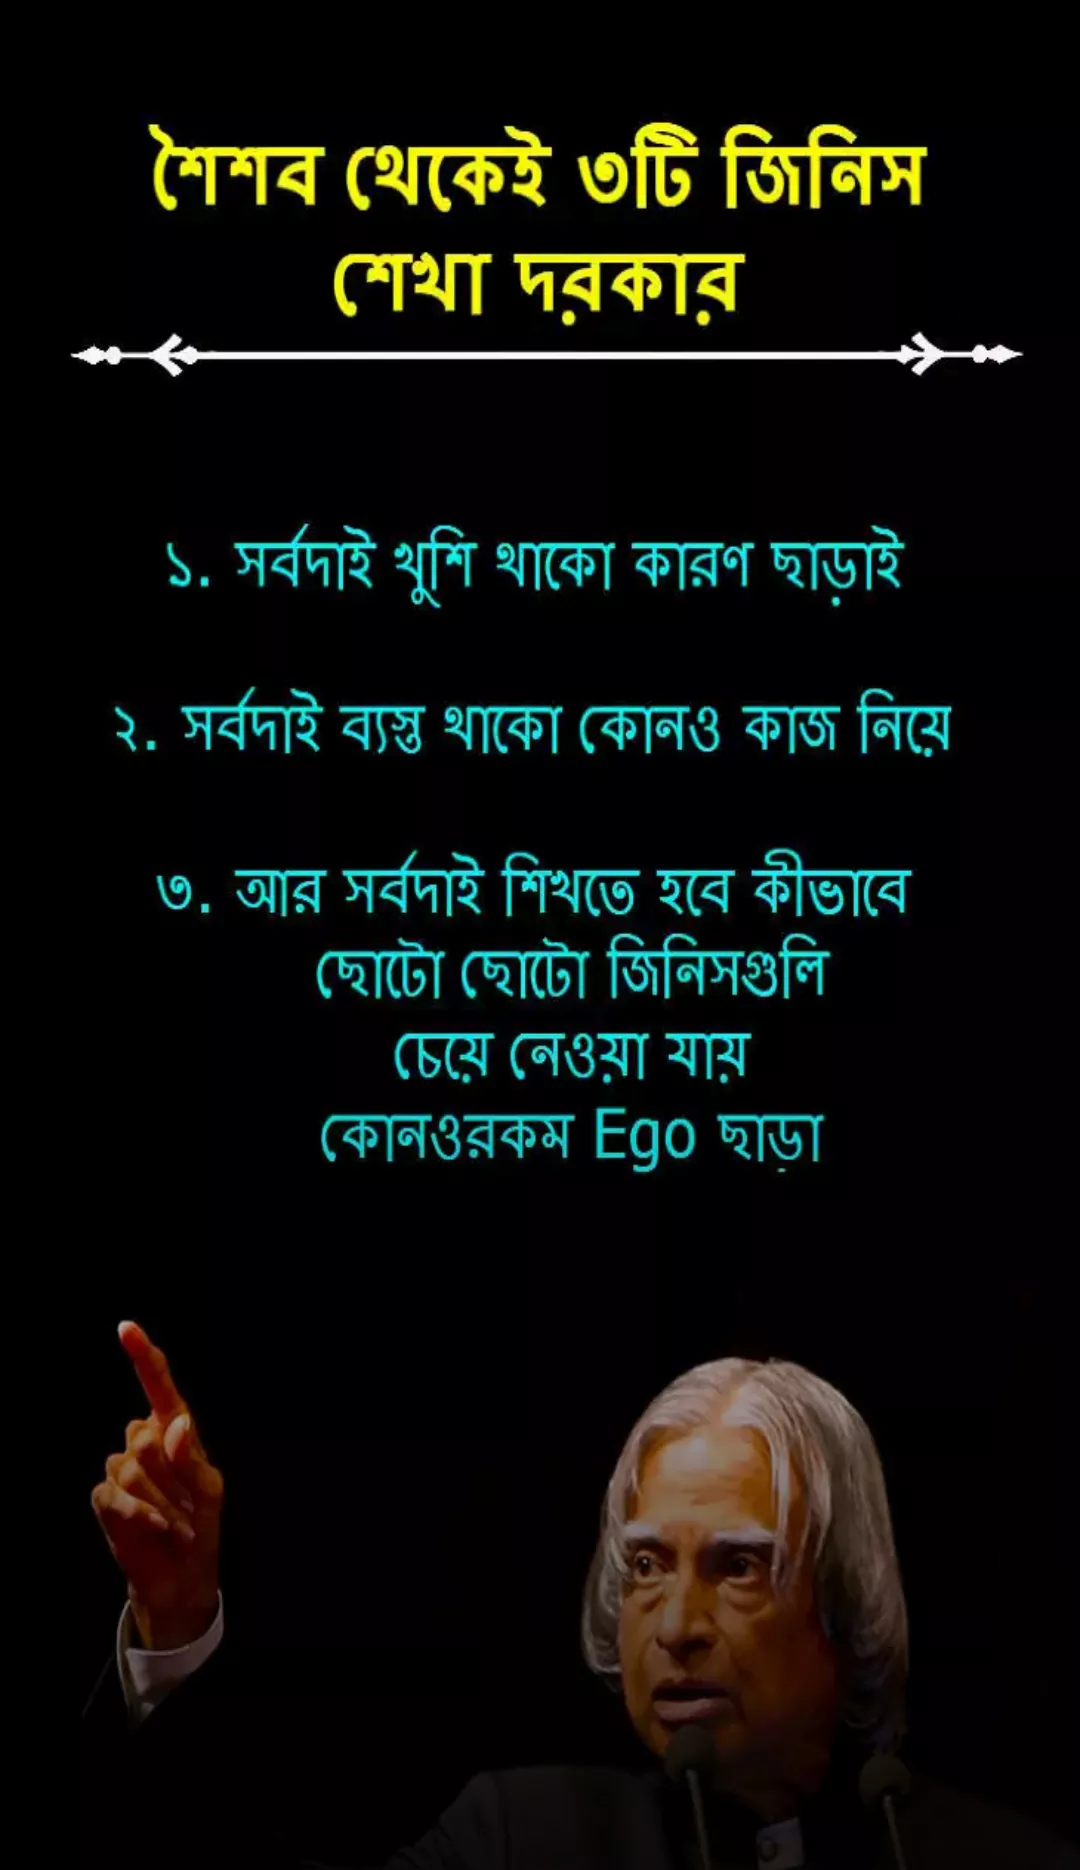 শৈশব থেকেই ৩টি জিনিস
শেখা দরকার
১. সর্বদাই খুশি থাকো কারণ ছাড়াই
২. সর্বদাই ব্যস্ত থাকো কোনও কাজ নিয়ে
৩. আর সর্বদাই শিখতে হবে কীভাবে
ছোটো ছোটো জিনিসগুলি
চেয়ে নেওয়া যায়
কোনওরকম Ego ছাড়া